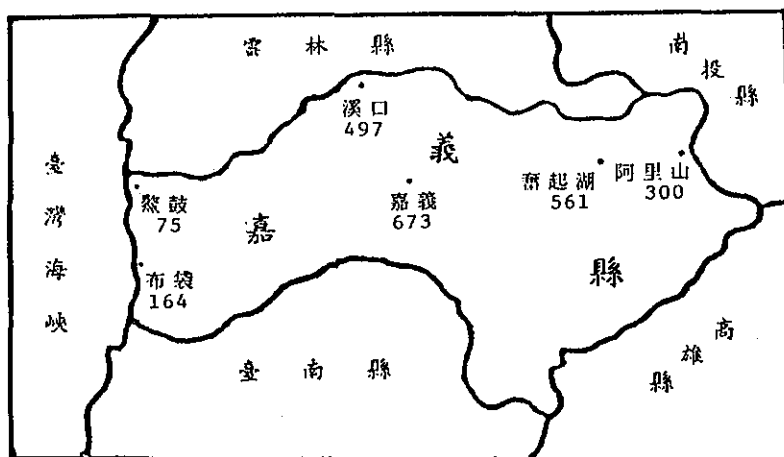 雲林縣
南投縣
溪口
497
義
臺灣海峽
鰲鼓
75
嘉
嘉義
673
奮起湖
561
阿里山
300
布袋
164
縣
高雄縣
臺南縣